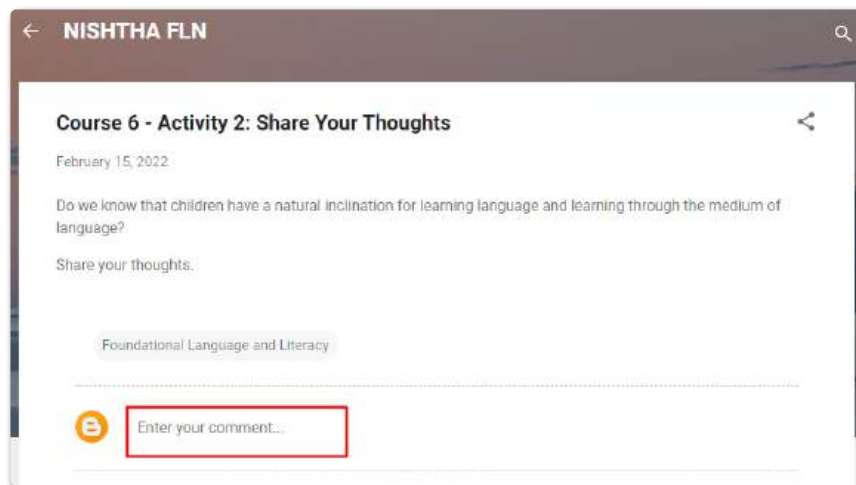 NISHTHA FLN
Course 6 - Activity 2: Share Your Thoughts
February 15, 2022
Do we know that children have a natural inclination for learning language and learning through the medium of
language?
Share your thoughts.
Foundational Language and Literacy
Enter your comment...